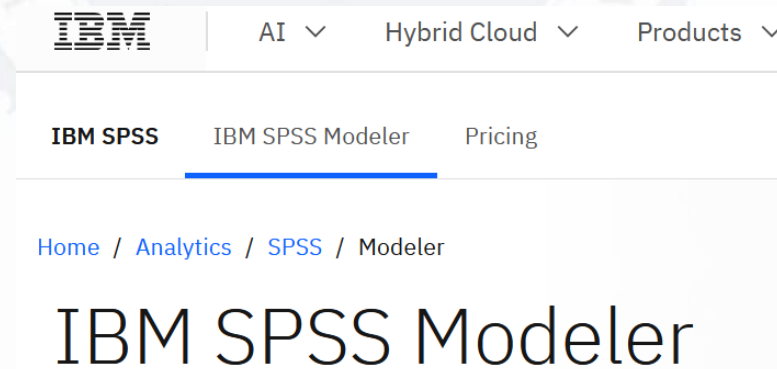 IBM AI Hybrid Cloud Products
IBM SPSS IBM SPSS Modeler Pricing
Home / Analytics / SPSS / Modeler
IBM SPSS Modeler